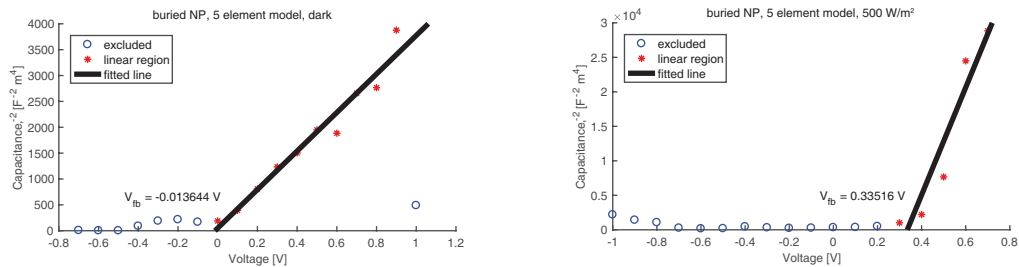 buried NP, 5 element model, dark
Capacitance,⁻² [F⁻² m⁴]
4000
3500
3000
2500
2000
1500
1000
500
0
excluded
linear region
fitted line
V_fb = -0.013644 V
-0.8 -0.6 -0.4 -0.2 0 0.2 0.4 0.6 0.8 1 1.2
Voltage [V]
buried NP, 5 element model, 500 W/m²
×10⁴
Capacitance,⁻² [F⁻² m⁴]
3
2.5
2
1.5
1
0.5
0
excluded
linear region
fitted line
V_fb = 0.33516 V
-1 -0.8 -0.6 -0.4 -0.2 0 0.2 0.4 0.6 0.8
Voltage [V]